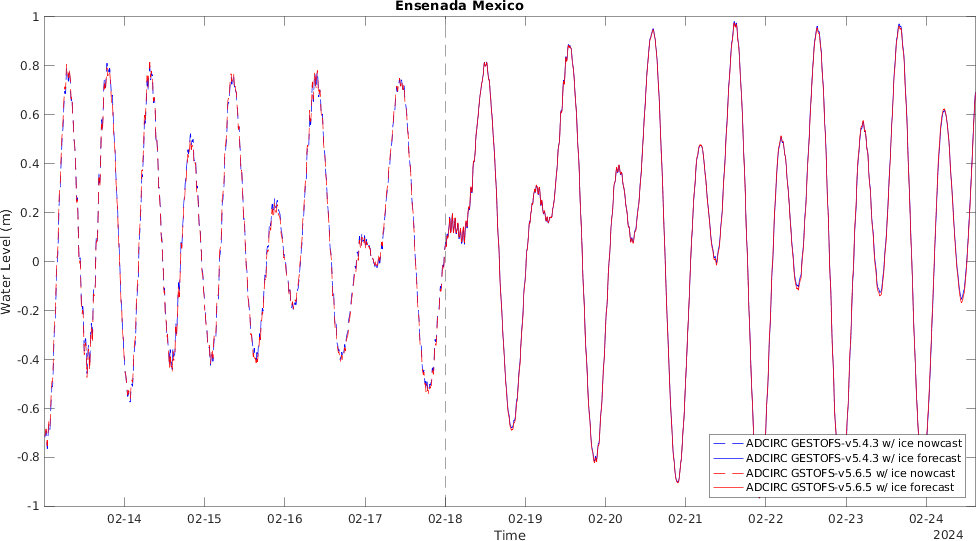 Ensenada Mexico
1
0.8
0.6
0.4
0.2
0
-0.2
-0.4
-0.6
-0.8
-1
Water Level (m)
ADCIRC GESTOFS-v5.4.3 w/ ice nowcast
ADCIRC GESTOFS-v5.4.3 w/ ice forecast
ADCIRC GSTOFS-v5.6.5 w/ ice nowcast
ADCIRC GSTOFS-v5.6.5 w/ ice forecast
02-14 02-15 02-16 02-17 02-18 02-19 02-20 02-21 02-22 02-23 02-24
Time
2024